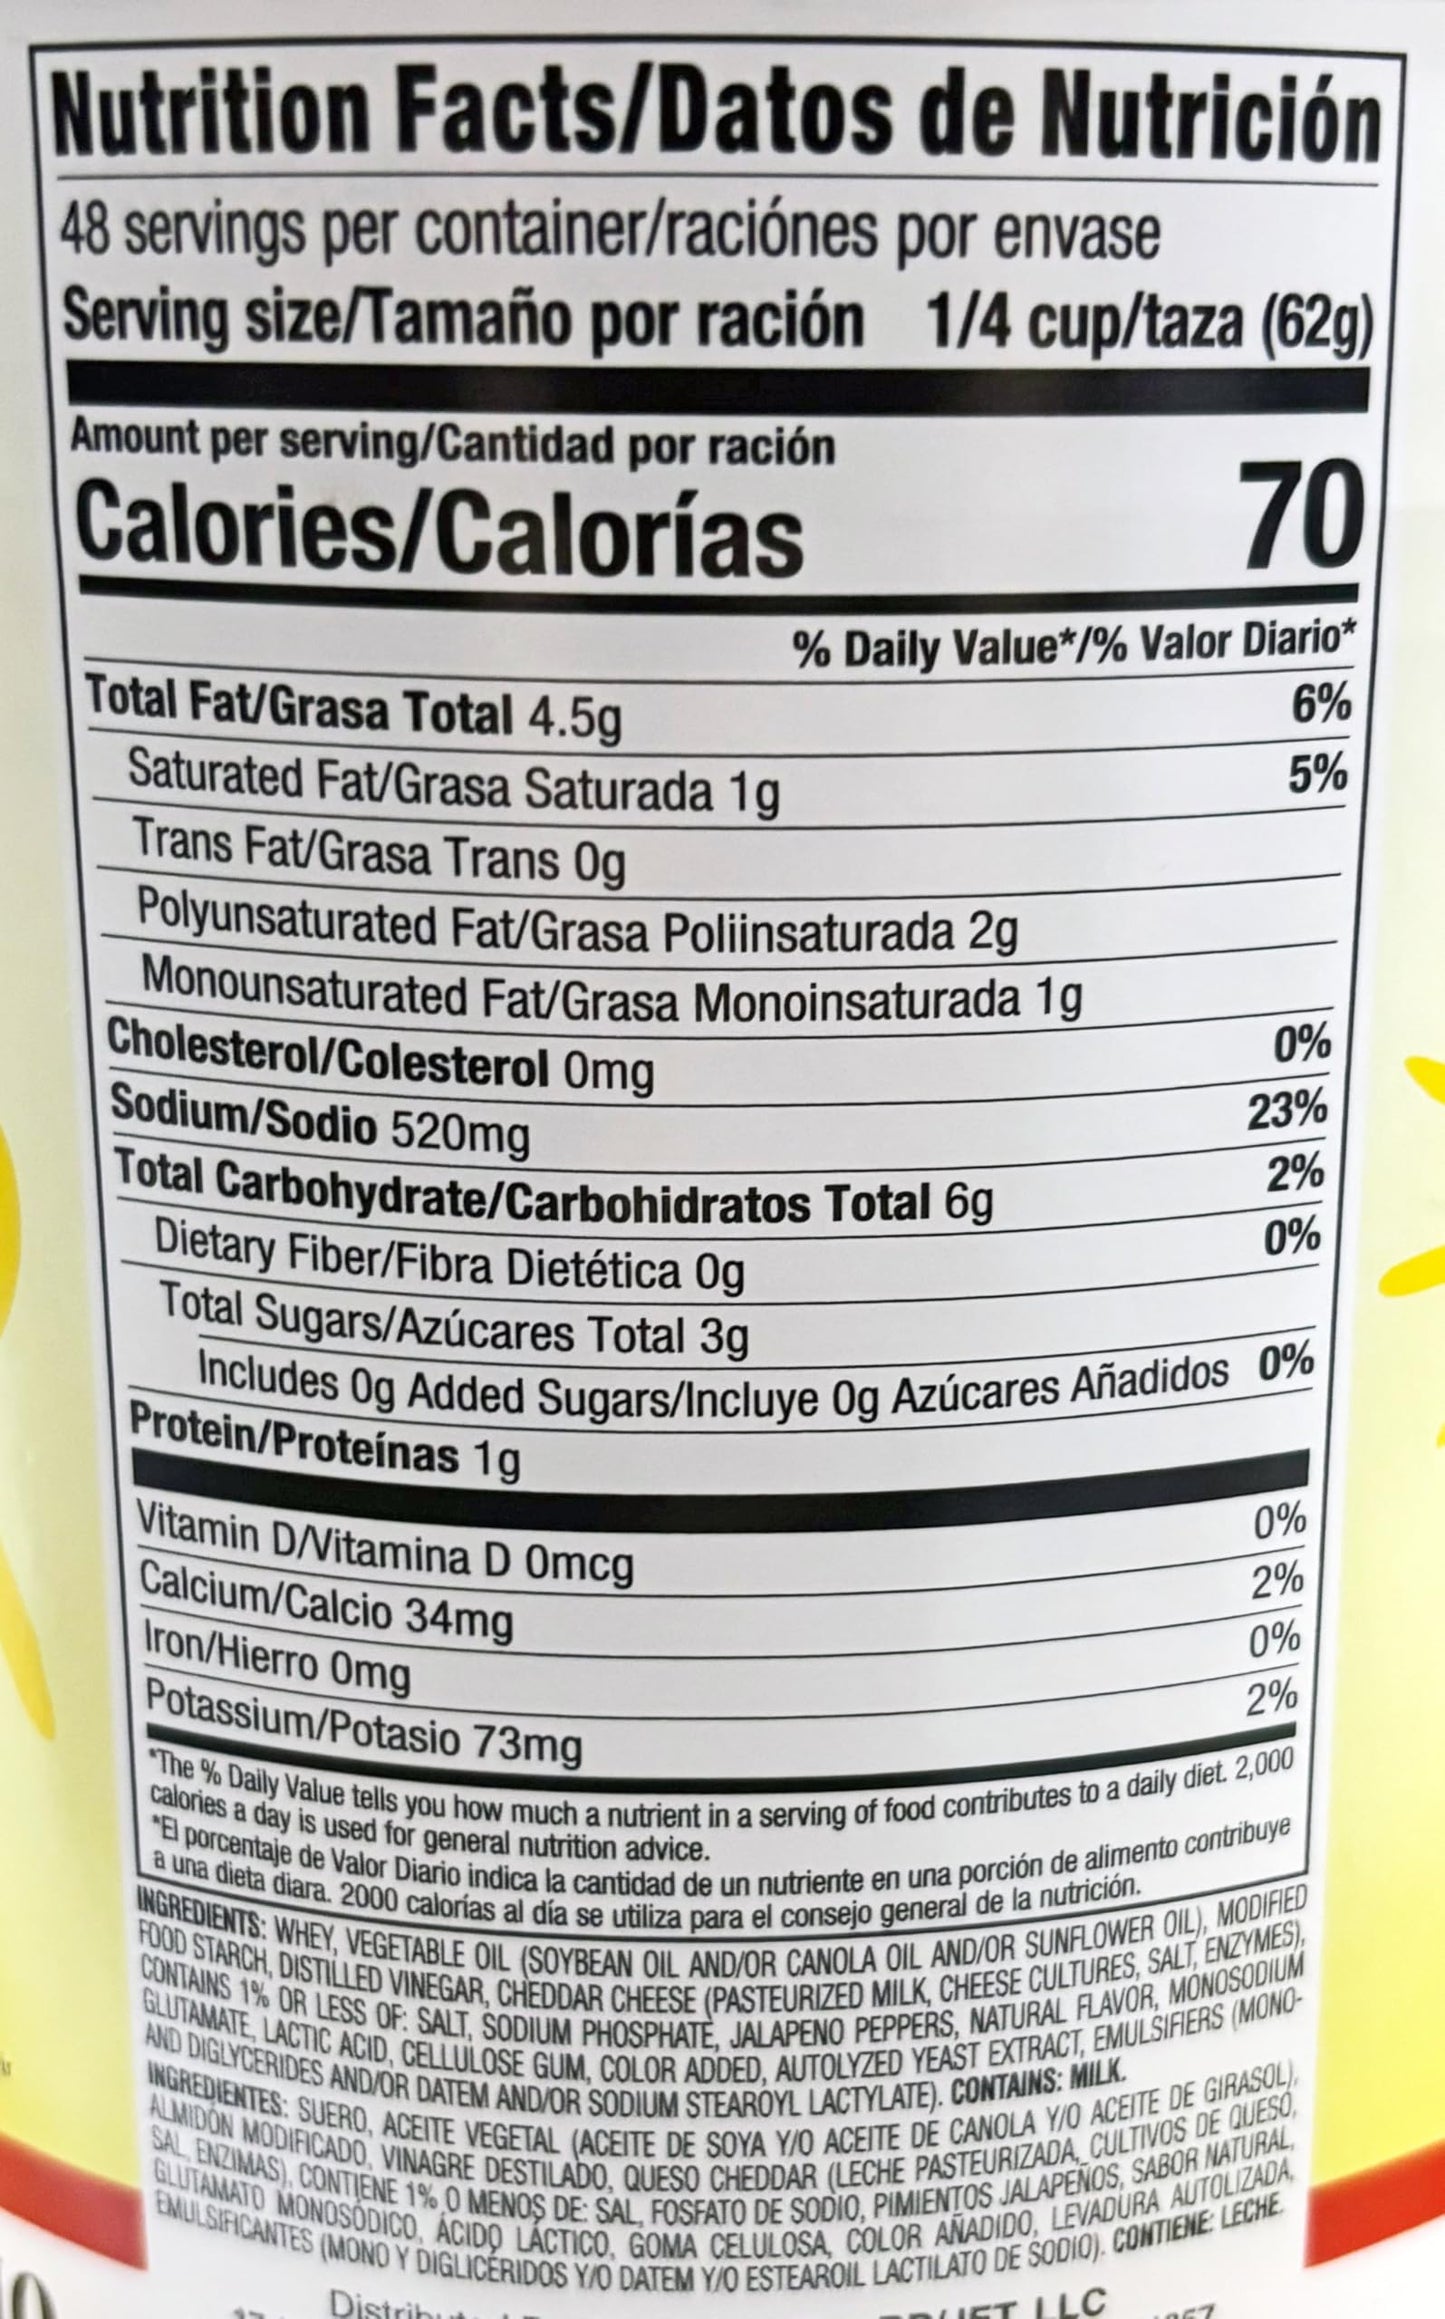 Nutrition Facts/Datos de Nutrición
48 servings per container/raciónes por envase
Serving size/Tamaño por ración 1/4 cup/taza (62g)
Amount per serving/Cantidad por ración
Calories/Calorías 70
% Daily Value*/% Valor Diario*
Total Fat/Grasa Total 4.5g 6%
Saturated Fat/Grasa Saturada 1g 5%
Trans Fat/Grasa Trans 0g
Polyunsaturated Fat/Grasa Poliinsaturada 2g
Monounsaturated Fat/Grasa Monoinsaturada 1g
Cholesterol/Colesterol 0mg 0%
Sodium/Sodio 520mg 23%
Total Carbohydrate/Carbohidratos Total 6g 2%
Dietary Fiber/Fibra Dietética 0g 0%
Total Sugars/Azúcares Total 3g
Includes 0g Added Sugars/Incluye 0g Azúcares Añadidos 0%
Protein/Proteínas 1g
Vitamin D/Vitamina D 0mcg 0%
Calcium/Calcio 34mg 2%
Iron/Hierro 0mg 0%
Potassium/Potasio 73mg 2%
*The % Daily Value tells you how much a nutrient in a serving of food contributes to a daily diet. 2,000
calories a day is used for general nutrition advice.
*El porcentaje de Valor Diario indica la cantidad de un nutriente en una porción de alimento contribuye
a una dieta diara. 2000 calorías al día se utiliza para el consejo general de la nutrición.
INGREDIENTS: WHEY, VEGETABLE OIL (SOYBEAN OIL AND/OR CANOLA OIL AND/OR SUNFLOWER OIL), MODIFIED
FOOD STARCH, DISTILLED VINEGAR, CHEDDAR CHEESE (PASTEURIZED MILK, CHEESE CULTURES, SALT, ENZYMES),
CONTAINS 1% OR LESS OF: SALT, SODIUM PHOSPHATE, JALAPENO PEPPERS, NATURAL FLAVOR, MONOSODIUM
GLUTAMATE, LACTIC ACID, CELLULOSE GUM, COLOR ADDED, AUTOLYZED YEAST EXTRACT, EMULSIFIERS (MONO-
AND DIGLYCERIDES AND/OR DATEM AND/OR SODIUM STEAROYL LACTYLATE). CONTAINS: MILK.
INGREDIENTES: SUERO, ACEITE VEGETAL (ACEITE DE SOYA Y/O ACEITE DE CANOLA Y/O ACEITE DE GIRASOL),
ALMIDÓN MODIFICADO, VINAGRE DESTILADO, QUESO CHEDDAR (LECHE PASTEURIZADA, CULTIVOS DE QUESO,
SAL, ENZIMAS), CONTIENE 1% O MENOS DE: SAL, FOSFATO DE SODIO, PIMIENTOS JALAPEÑOS, SABOR NATURAL,
GLUTAMATO MONOSÓDICO, ÁCIDO LÁCTICO, GOMA CELULOSA, COLOR AÑADIDO, LEVADURA AUTOLIZADA,
EMULSIFICANTES (MONO Y DIGLICÉRIDOS Y/O DATEM Y/O ESTEAROIL LACTILATO DE SODIO). CONTIENE: LECHE.
LLC